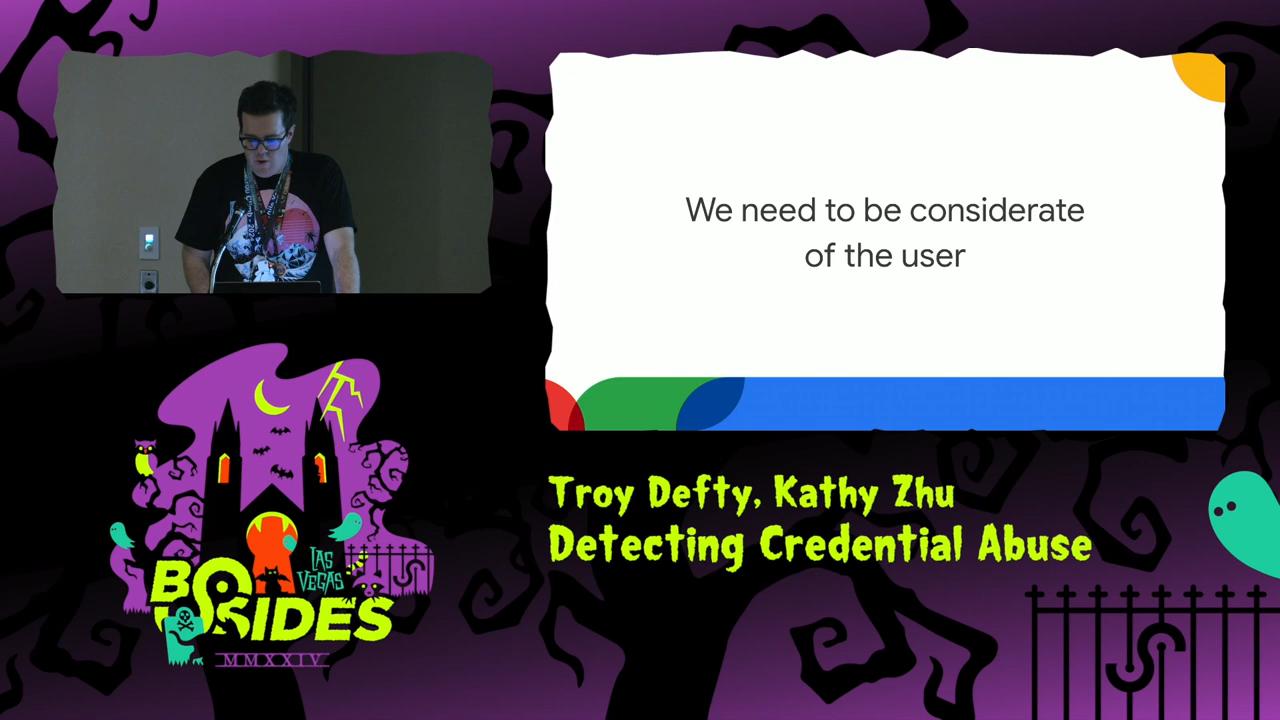 We need to be considerate
of the user
Troy Defty, Kathy Zhu
Detecting Credential Abuse
LAS
VEGAS
BSIDES
MMXXIV